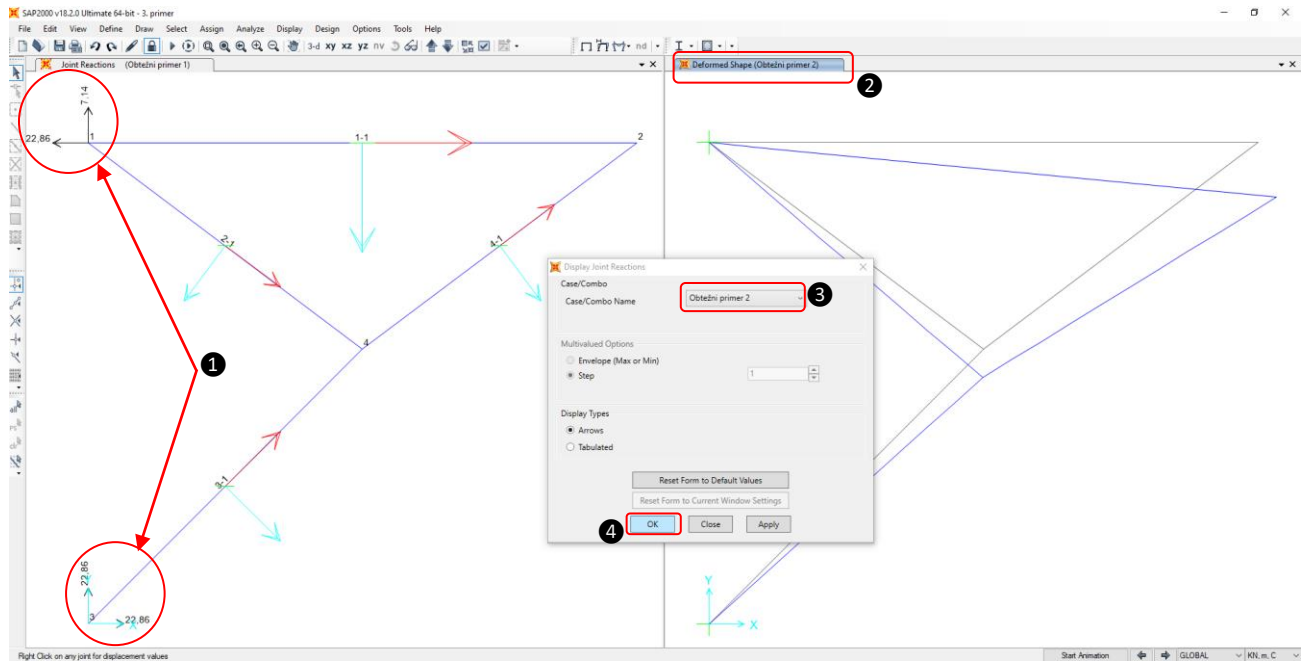 SAP2000 v18.2.0 Ultimate 64-bit - 3. primer
File Edit View Define Draw Select Assign Analyze Display Design Options Tools Help
3-d xy xz yz nv
nd
Joint Reactions (Obtežni primer 1)
Deformed Shape (Obtežni primer 2)
2
7,14
22,86
1
1-1
2
2-1
4-1
4
1
3-1
22,86
Y
3
22,86
X
Display Joint Reactions
Case/Combo
Case/Combo Name
Obtežni primer 2
3
Multivalued Options
Envelope (Max or Min)
Step
1
Display Types
Arrows
Tabulated
Reset Form to Default Values
Reset Form to Current Window Settings
4
OK
Close
Apply
Y
X
Right Click on any joint for displacement values
Start Animation
GLOBAL
KN, m, C